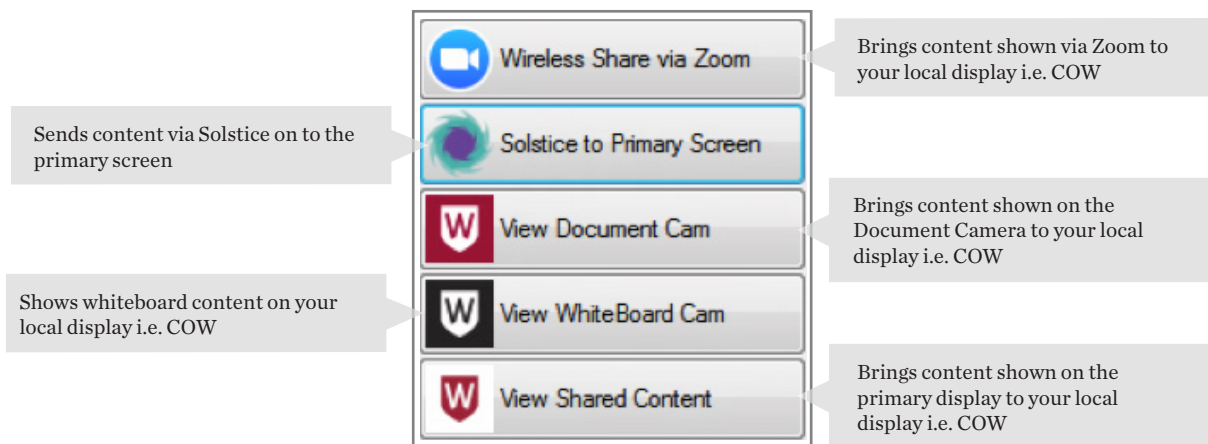 Wireless Share via Zoom
Brings content shown via Zoom to
your local display i.e. COW
Sends content via Solstice on to the
primary screen
Solstice to Primary Screen
W View Document Cam
Brings content shown on the
Document Camera to your local
display i.e. COW
Shows whiteboard content on your
local display i.e. COW
W View WhiteBoard Cam
W View Shared Content
Brings content shown on the
primary display to your local
display i.e. COW